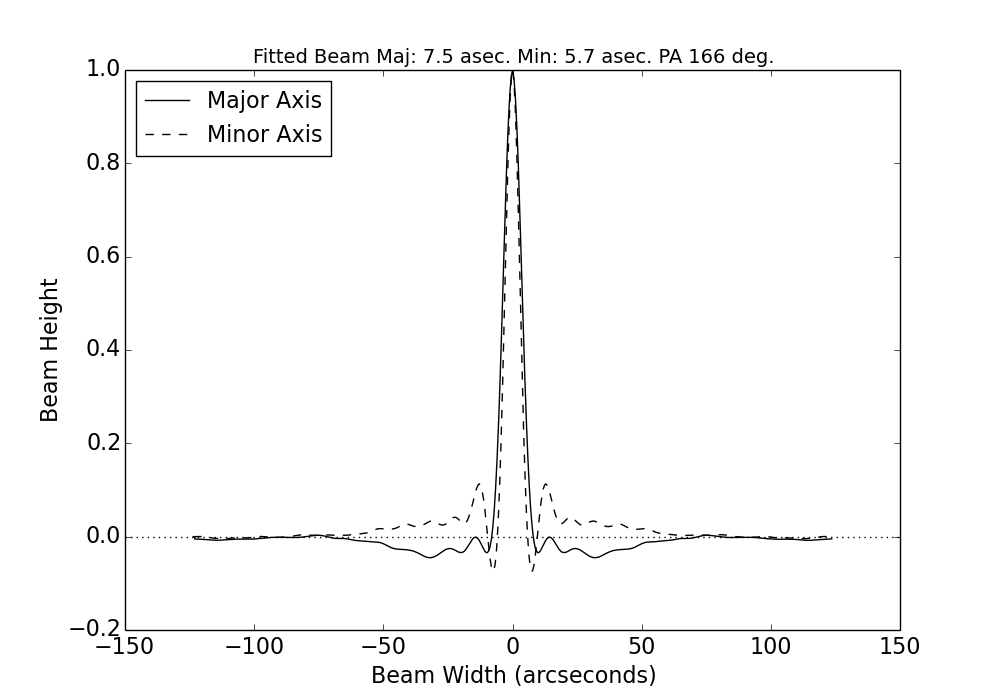 Fitted Beam Maj: 7.5 asec. Min: 5.7 asec. PA 166 deg.
1.0
Major Axis
Minor Axis
0.8
0.6
0.4
0.2
0.0
−0.2
Beam Height
−150 −100 −50 0 50 100 150
Beam Width (arcseconds)